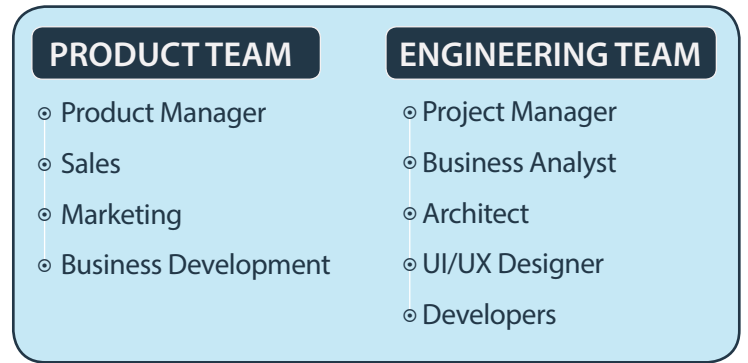 PRODUCT TEAM
Product Manager
Sales
Marketing
Business Development
ENGINEERING TEAM
Project Manager
Business Analyst
Architect
UI/UX Designer
Developers